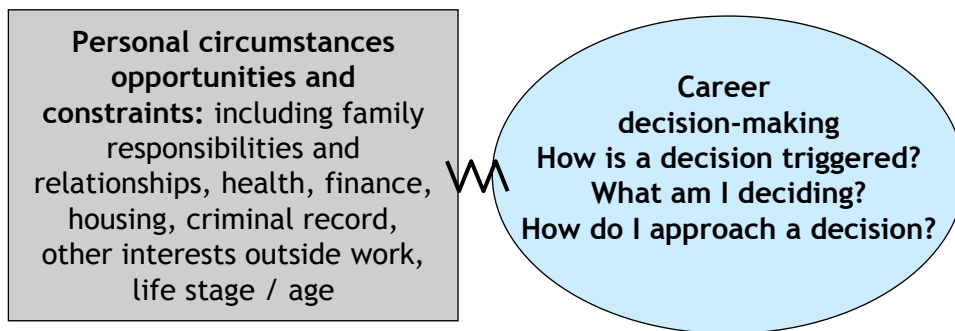 Personal circumstances
opportunities and
constraints: including family
responsibilities and
relationships, health, finance,
housing, criminal record,
other interests outside work,
life stage / age
Career
decision-making
How is a decision triggered?
What am I deciding?
How do I approach a decision?